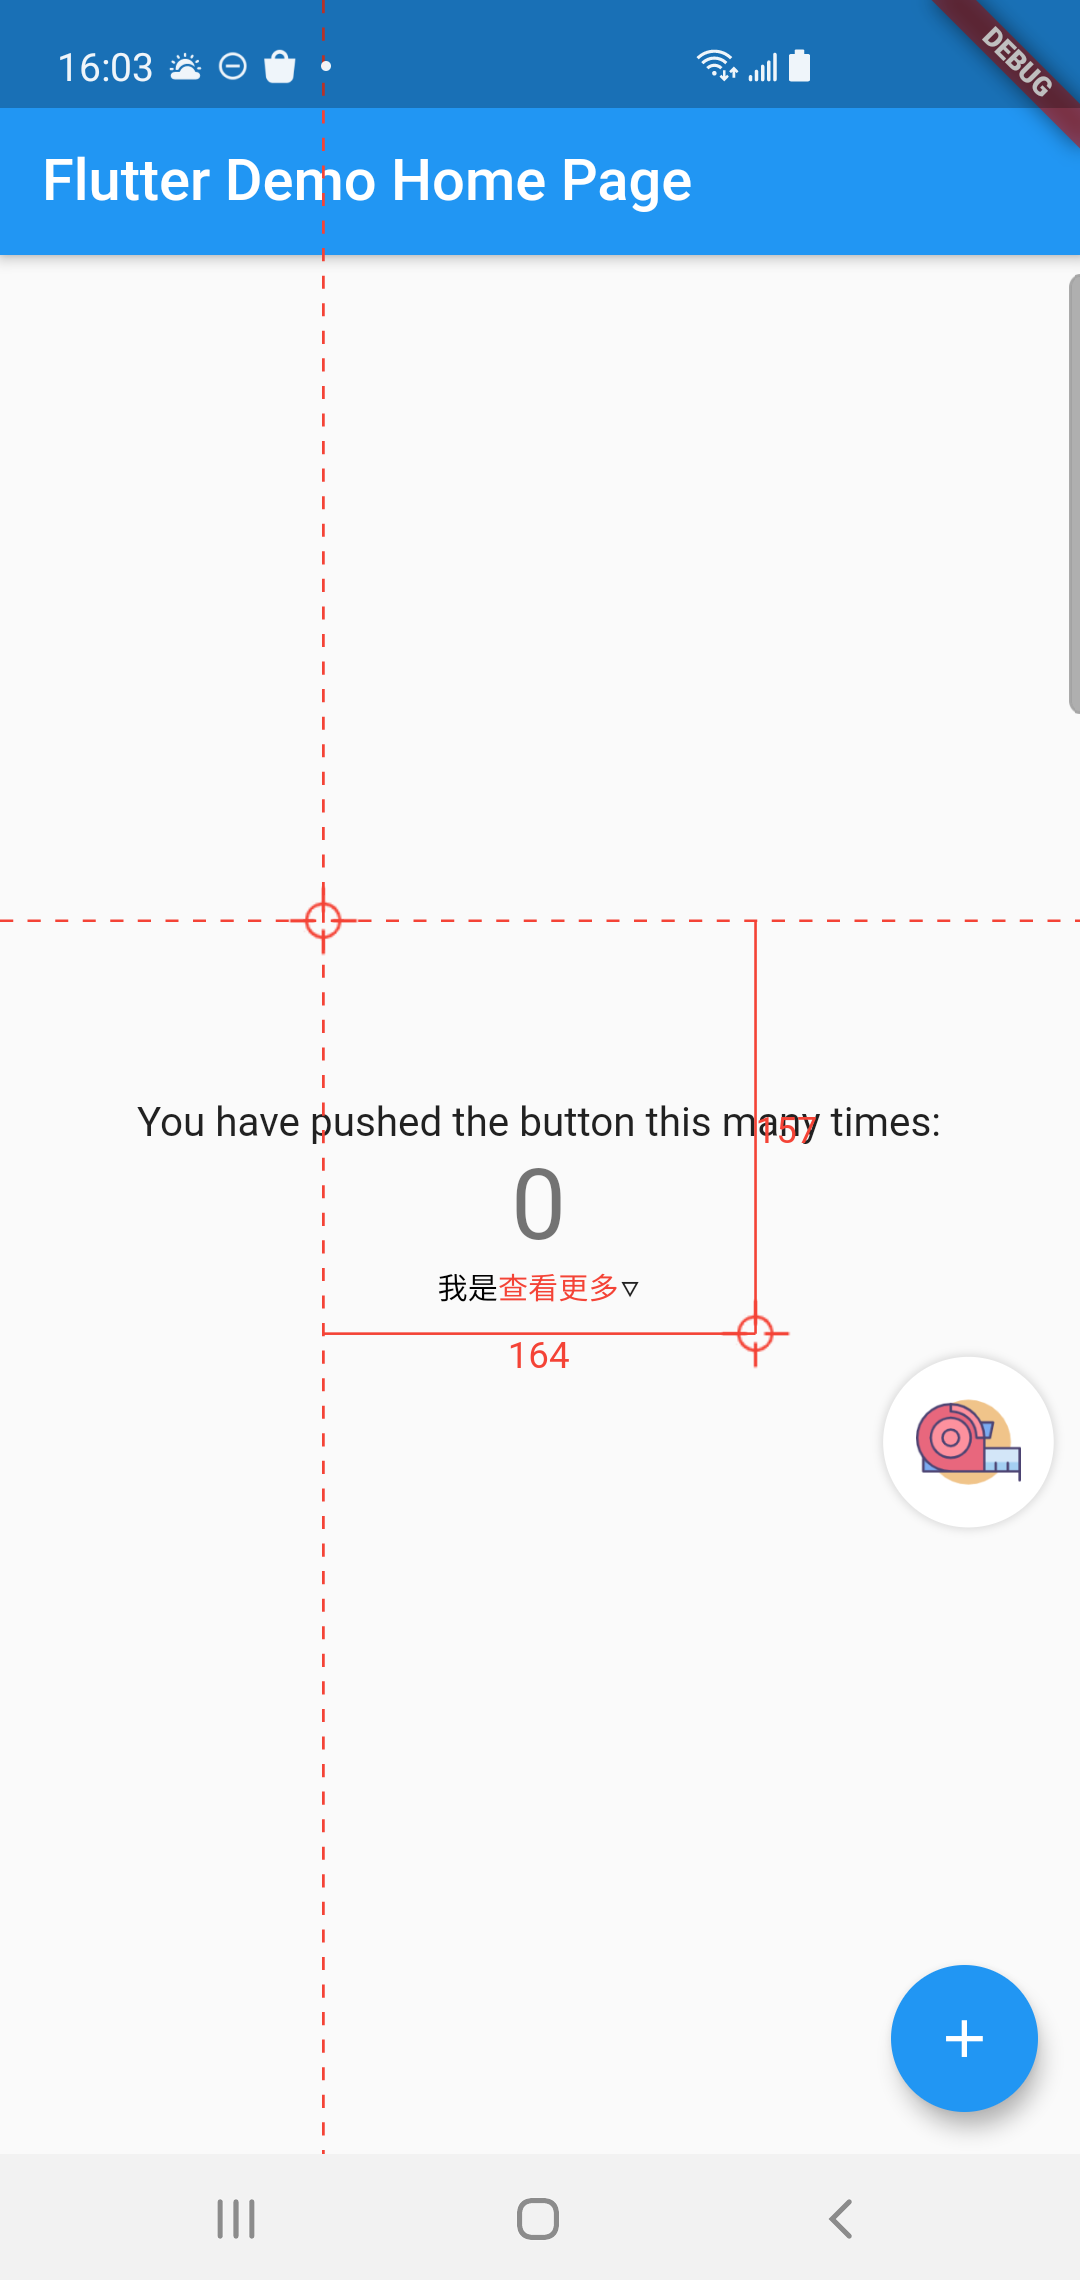 16:03
DEBUG
Flutter Demo Home Page
You have pushed the button this many times:
157
0
我是查看更多▽
164